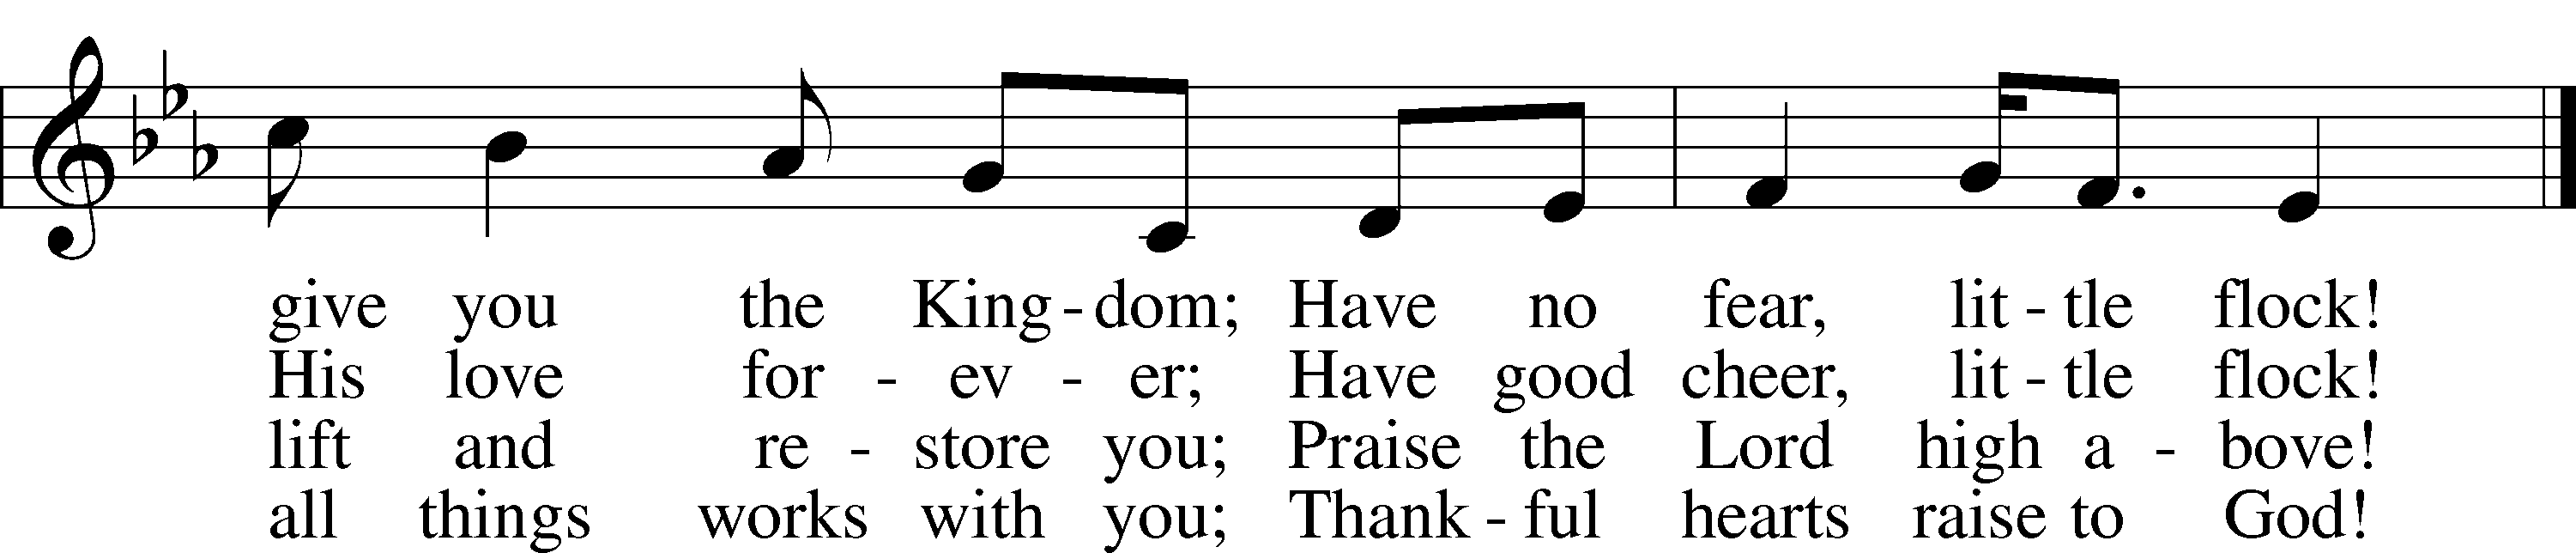 give you the King - dom; Have no fear, lit - tle flock!
His love for - ev - er; Have good cheer, lit - tle flock!
lift and re - store you; Praise the Lord high a - bove!
all things works with you; Thank - ful hearts raise to God!